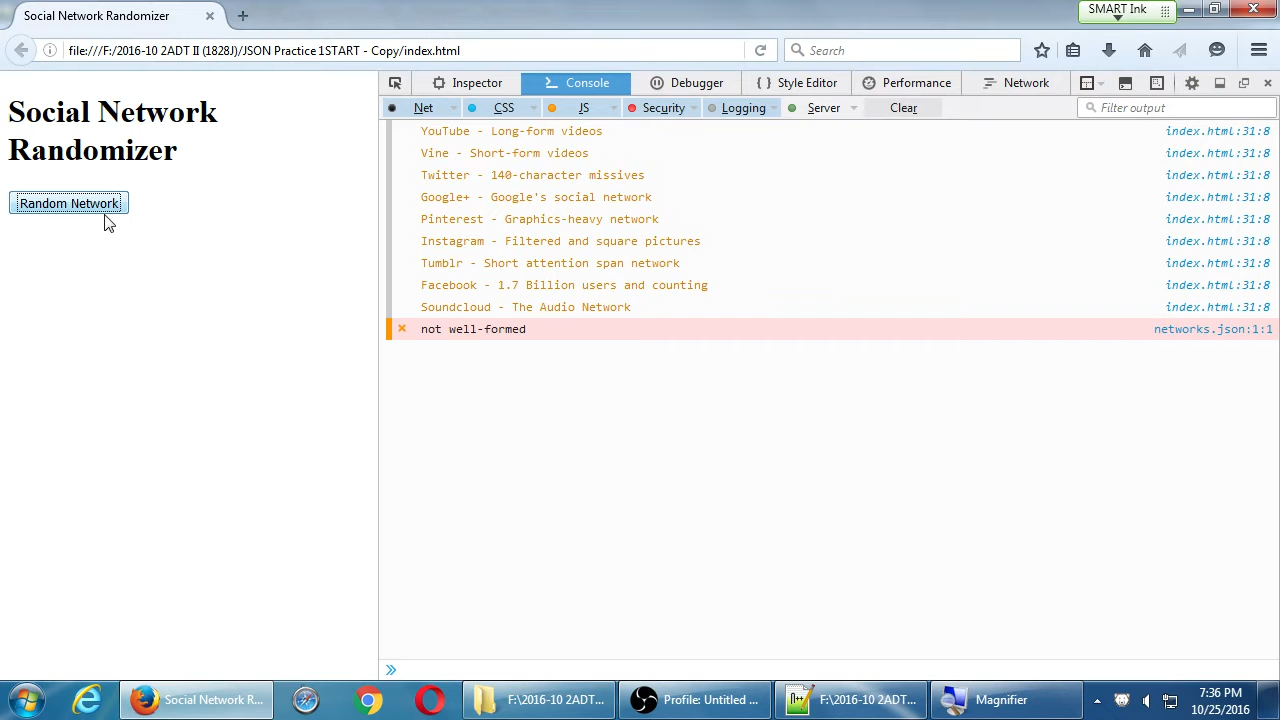 Social Network Randomizer
SMART Ink
file:///F:/2016-10 2ADT II (1828J)/JSON Practice 1START - Copy/index.html
Search
Inspector
Console
Debugger
Style Editor
Performance
Network
Net
CSS
JS
Security
Logging
Server
Clear
Filter output
Social Network
Randomizer
Random Network
YouTube - Long-form videos index.html:31:8
Vine - Short-form videos index.html:31:8
Twitter - 140-character missives index.html:31:8
Google+ - Google's social network index.html:31:8
Pinterest - Graphics-heavy network index.html:31:8
Instagram - Filtered and square pictures index.html:31:8
Tumblr - Short attention span network index.html:31:8
Facebook - 1.7 Billion users and counting index.html:31:8
Soundcloud - The Audio Network index.html:31:8
not well-formed networks.json:1:1
Social Network R...
F:\2016-10 2ADT...
Profile: Untitled ...
F:\2016-10 2ADT...
Magnifier
7:36 PM
10/25/2016